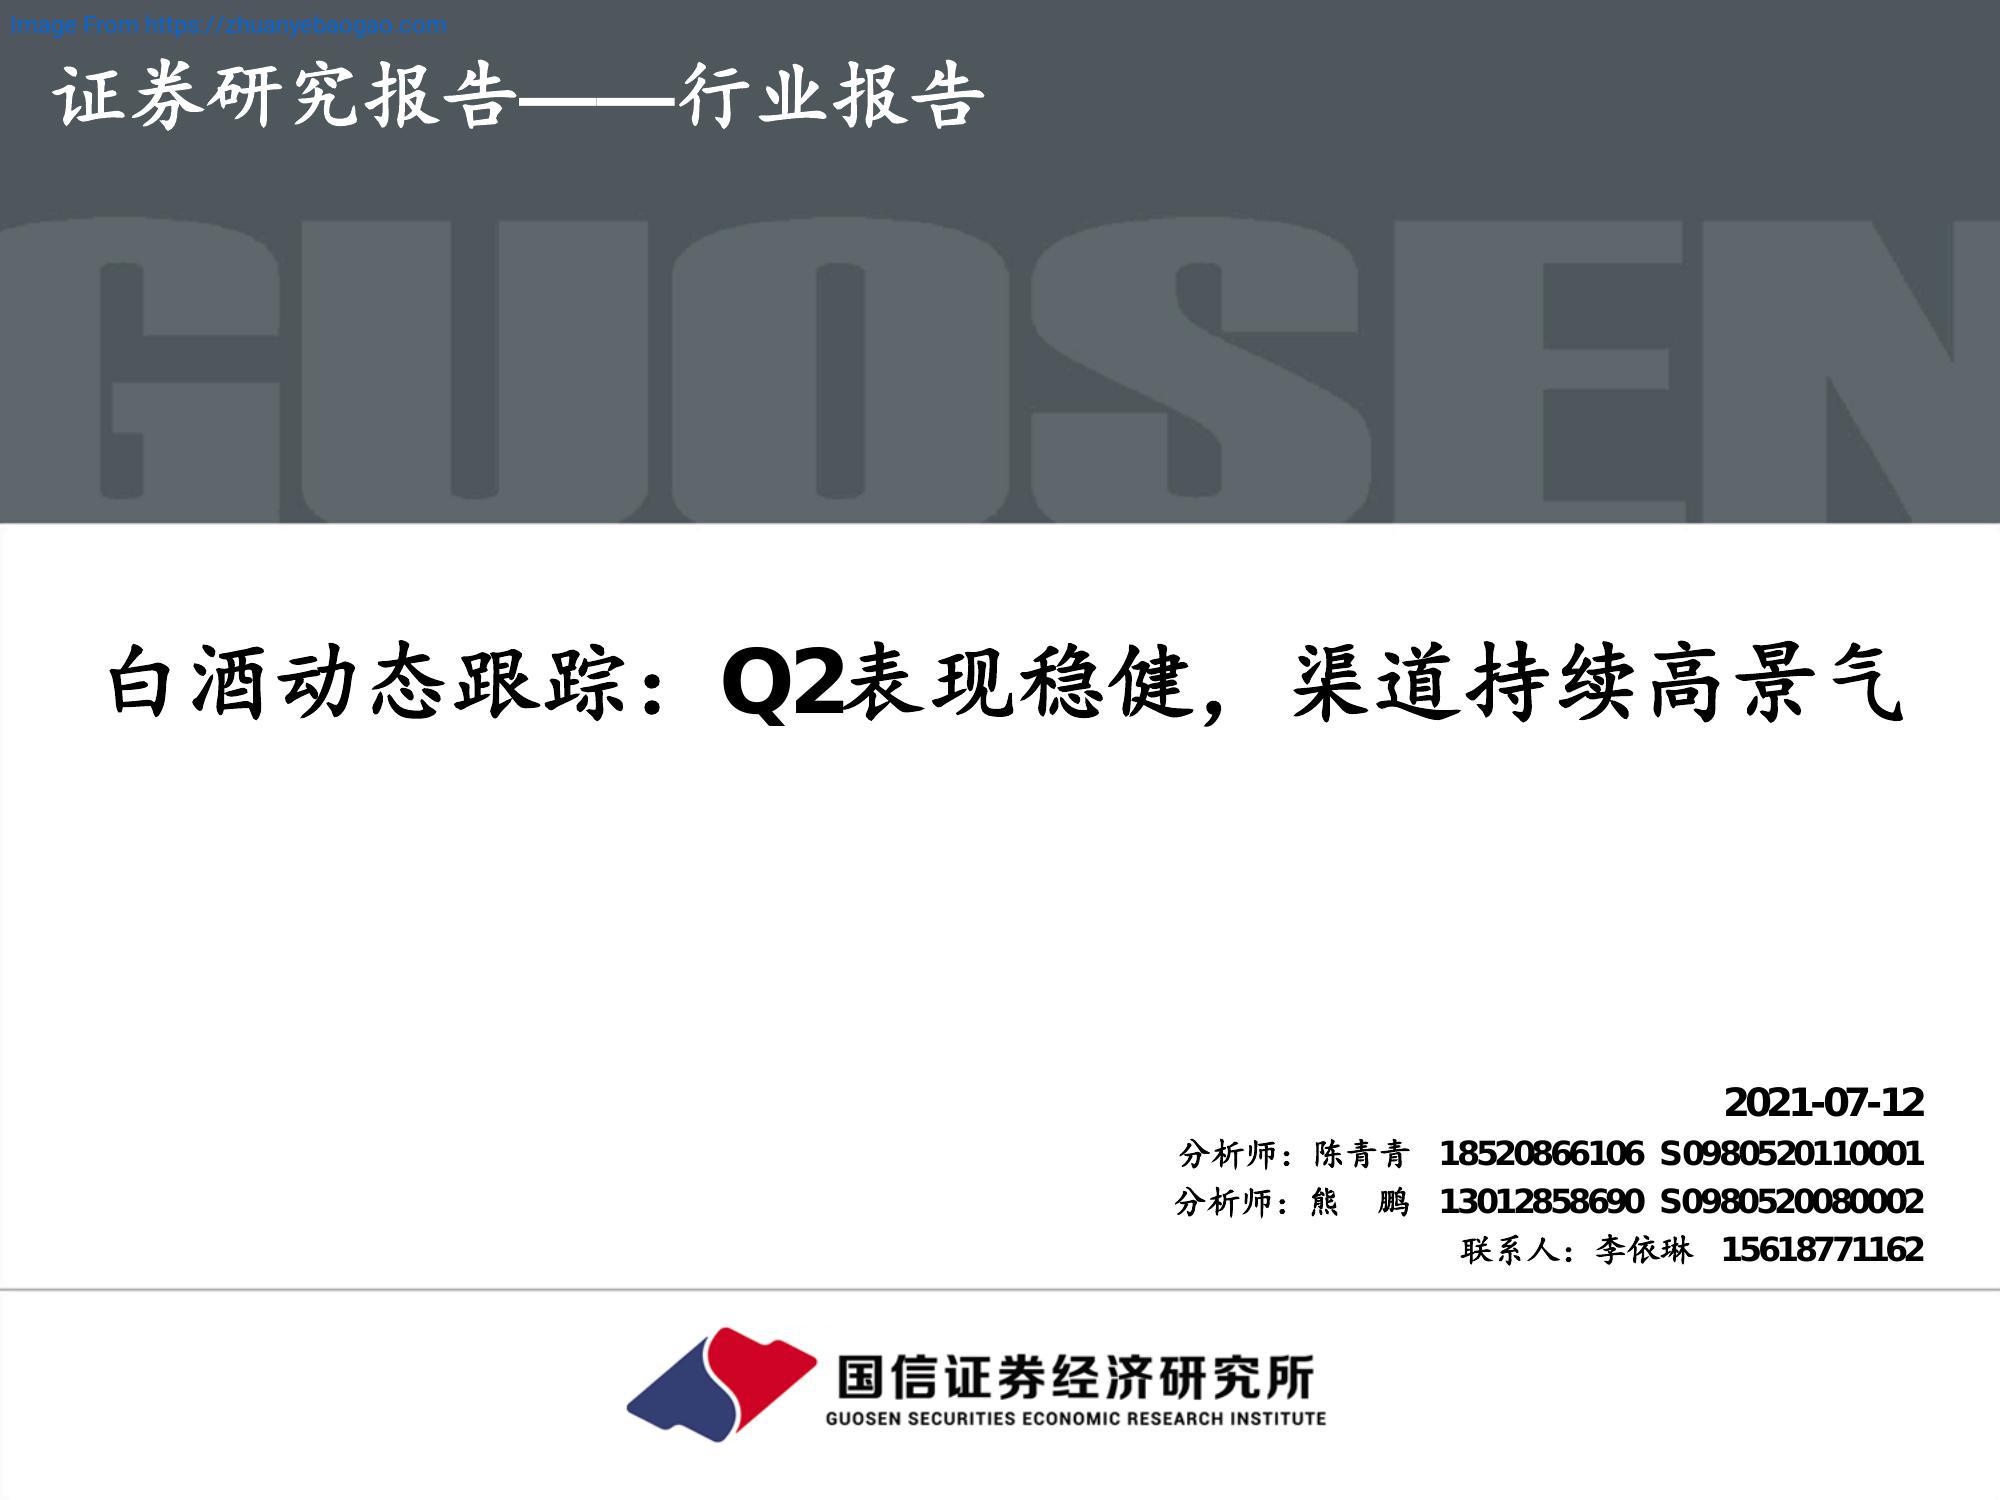 Image From https://zhuanyebaogao.com
证券研究报告——行业报告
GUOSEN
白酒动态跟踪：Q2表现稳健，渠道持续高景气
2021-07-12
分析师：陈青青 18520866106 S0980520110001
分析师：熊 鹏 13012858690 S0980520080002
联系人：李依琳 15618771162
国信证券经济研究所
GUOSEN SECURITIES ECONOMIC RESEARCH INSTITUTE